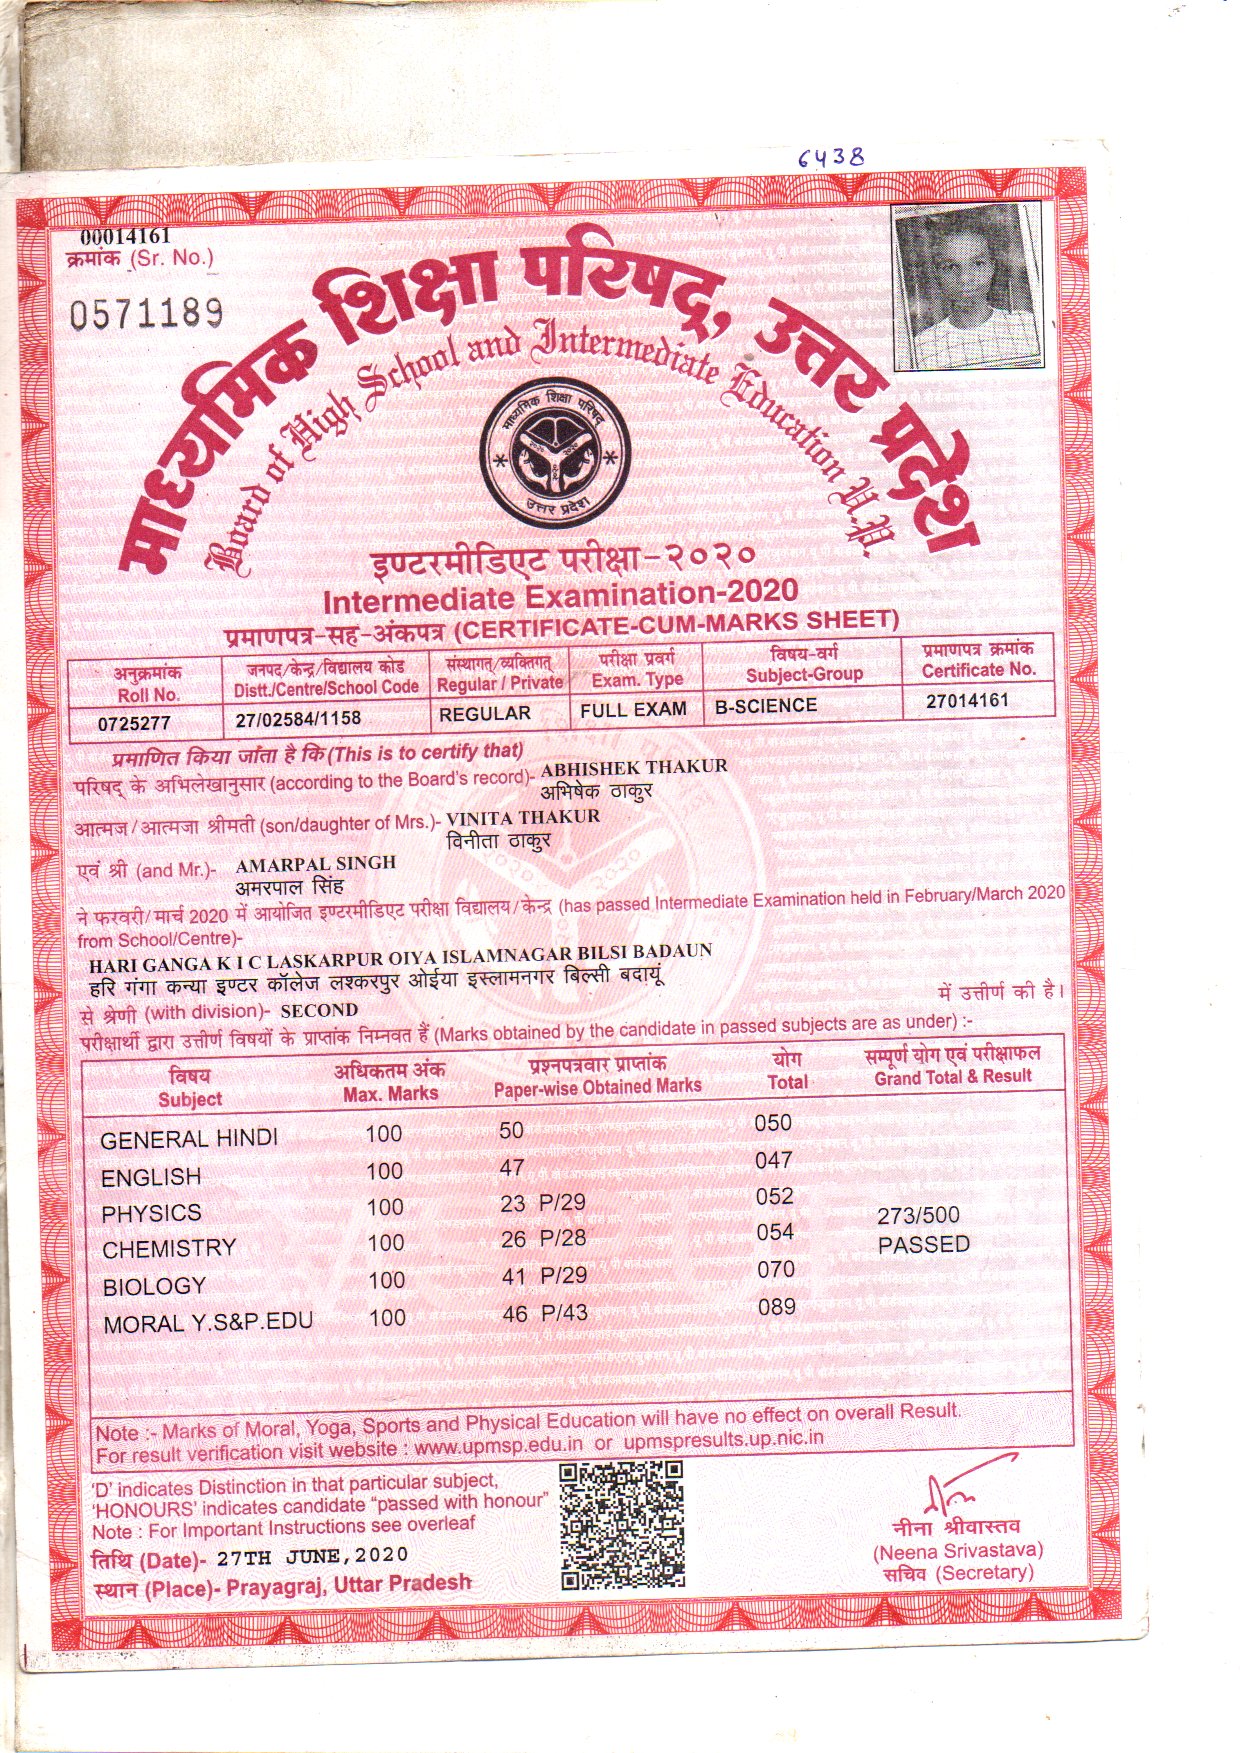 6438
00014161
क्रमांक (Sr. No.)
0571189
माध्यमिक शिक्षा परिषद्, उत्तर प्रदेश
Board of High School and Intermediate Education U.P.
माध्यमिक शिक्षा परिषद्
उत्तर प्रदेश
इण्टरमीडिएट परीक्षा-२०२०
Intermediate Examination-2020
प्रमाणपत्र-सह-अंकपत्र (CERTIFICATE-CUM-MARKS SHEET)
अनुक्रमांक जनपद/केन्द्र/विद्यालय कोड संस्थागत/व्यक्तिगत परीक्षा प्रवर्ग विषय-वर्ग प्रमाणपत्र क्रमांक
Roll No. Distt./Centre/School Code Regular / Private Exam. Type Subject-Group Certificate No.
0725277 27/02584/1158 REGULAR FULL EXAM B-SCIENCE 27014161
प्रमाणित किया जाता है कि (This is to certify that)
परिषद् के अभिलेखानुसार (according to the Board's record)- ABHISHEK THAKUR
अभिषेक ठाकुर
आत्मज/आत्मजा श्रीमती (son/daughter of Mrs.)- VINITA THAKUR
विनीता ठाकुर
एवं श्री (and Mr.)- AMARPAL SINGH
अमरपाल सिंह
ने फरवरी/मार्च 2020 में आयोजित इण्टरमीडिएट परीक्षा विद्यालय/केन्द्र (has passed Intermediate Examination held in February/March 2020
from School/Centre)-
HARI GANGA K I C LASKARPUR OIYA ISLAMNAGAR BILSI BADAUN
हरि गंगा कन्या इण्टर कॉलेज लश्करपुर ओईया इस्लामनगर बिल्सी बदायूं
से श्रेणी (with division)- SECOND में उत्तीर्ण की है।
परीक्षार्थी द्वारा उत्तीर्ण विषयों के प्राप्तांक निम्नवत हैं (Marks obtained by the candidate in passed subjects are as under) :-
विषय अधिकतम अंक प्रश्नपत्रवार प्राप्तांक योग सम्पूर्ण योग एवं परीक्षाफल
Subject Max. Marks Paper-wise Obtained Marks Total Grand Total & Result
GENERAL HINDI 100 50 050
ENGLISH 100 47 047
PHYSICS 100 23 P/29 052
273/500
CHEMISTRY 100 26 P/28 054
PASSED
BIOLOGY 100 41 P/29 070
MORAL Y.S&P.EDU 100 46 P/43 089
Note :- Marks of Moral, Yoga, Sports and Physical Education will have no effect on overall Result.
For result verification visit website : www.upmsp.edu.in or upmspresults.up.nic.in
'D' indicates Distinction in that particular subject,
'HONOURS' indicates candidate "passed with honour"
Note : For Important Instructions see overleaf
तिथि (Date)- 27TH JUNE,2020
स्थान (Place)- Prayagraj, Uttar Pradesh
नीना श्रीवास्तव
(Neena Srivastava)
सचिव (Secretary)